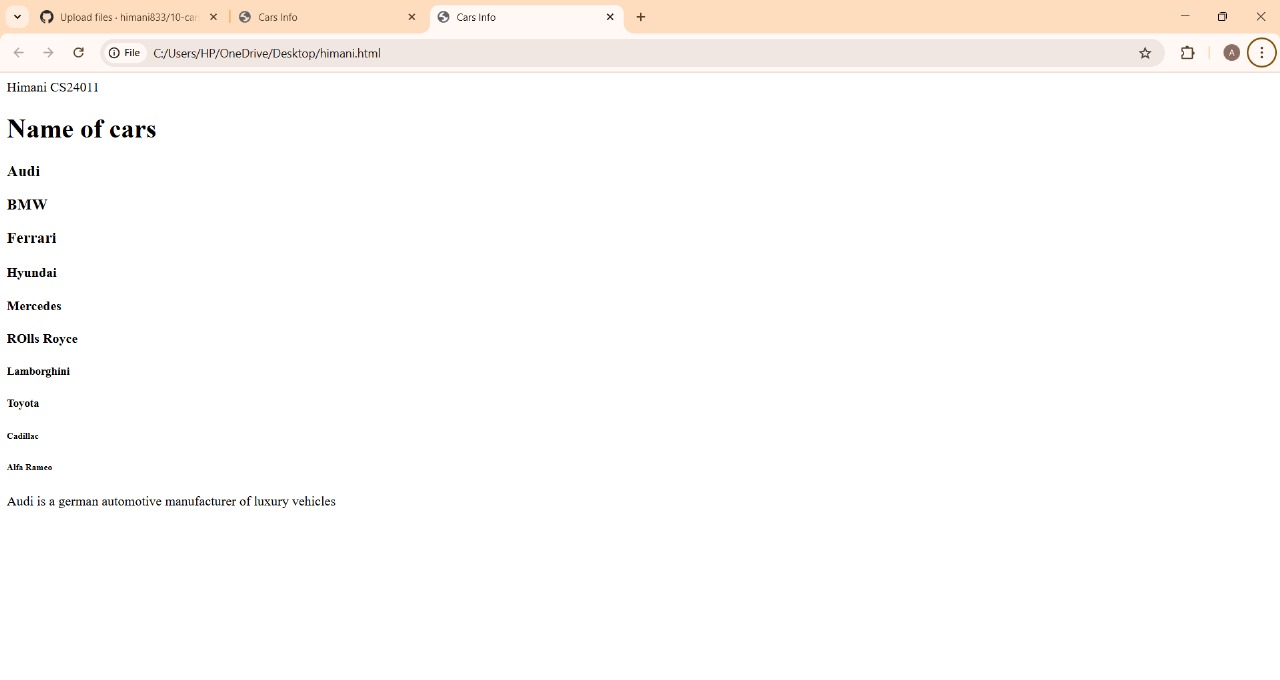 Upload files · himani833/10-car
Cars Info
Cars Info
File
C:/Users/HP/OneDrive/Desktop/himani.html
A
Himani CS24011
Name of cars
Audi
BMW
Ferrari
Hyundai
Mercedes
ROlls Royce
Lamborghini
Toyota
Cadillac
Alfa Rameo
Audi is a german automotive manufacturer of luxury vehicles